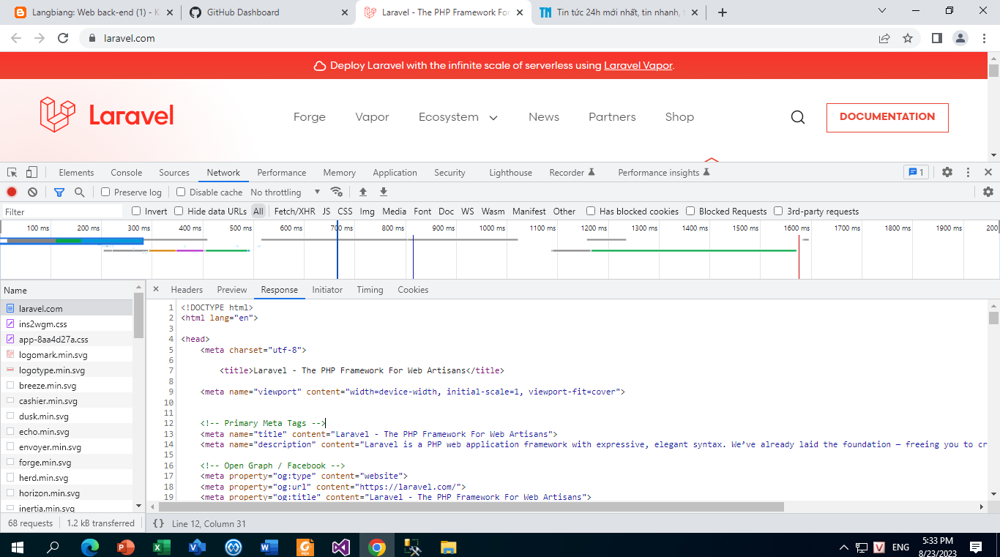 Langbiang: Web back-end (1) - K
GitHub Dashboard
Laravel - The PHP Framework For
Tin tức 24h mới nhất, tin nhanh, t
laravel.com
Deploy Laravel with the infinite scale of serverless using Laravel Vapor.
Laravel
Forge Vapor Ecosystem News Partners Shop
DOCUMENTATION
Elements Console Sources Network Performance Memory Application Security Lighthouse Recorder Performance insights 1
Preserve log Disable cache No throttling
Filter Invert Hide data URLs All Fetch/XHR JS CSS Img Media Font Doc WS Wasm Manifest Other Has blocked cookies Blocked Requests 3rd-party requests
100 ms 200 ms 300 ms 400 ms 500 ms 600 ms 700 ms 800 ms 900 ms 1000 ms 1100 ms 1200 ms 1300 ms 1400 ms 1500 ms 1600 ms 1700 ms 1800 ms 1900 ms 200
Name
laravel.com
ins2wgm.css
app-8aa4d27a.css
logomark.min.svg
logotype.min.svg
breeze.min.svg
cashier.min.svg
dusk.min.svg
echo.min.svg
envoyer.min.svg
forge.min.svg
herd.min.svg
horizon.min.svg
inertia.min.svg
68 requests 1.2 kB transferred
Headers Preview Response Initiator Timing Cookies
1 <!DOCTYPE html>
2 <html lang="en">
3
4 <head>
5 <meta charset="utf-8">
6
7 <title>Laravel - The PHP Framework For Web Artisans</title>
8
9 <meta name="viewport" content="width=device-width, initial-scale=1, viewport-fit=cover">
10
11
12 <!-- Primary Meta Tags -->
13 <meta name="title" content="Laravel - The PHP Framework For Web Artisans">
14 <meta name="description" content="Laravel is a PHP web application framework with expressive, elegant syntax. We’ve already laid the foundation — freeing you to cr
15
16 <!-- Open Graph / Facebook -->
17 <meta property="og:type" content="website">
18 <meta property="og:url" content="https://laravel.com/">
19 <meta property="og:title" content="Laravel - The PHP Framework For Web Artisans">
{} Line 12, Column 31
ENG
5:33 PM
8/23/2023